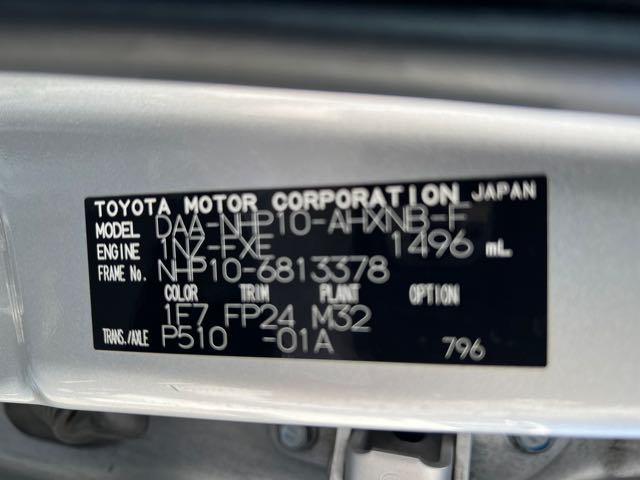 TOYOTA MOTOR CORPORATION JAPAN
MODEL DAA-NHP10-AHXNB-F
ENGINE 1NZ-FXE 1496 mL
FRAME No. NHP10-6813378
COLOR TRIM PLANT OPTION
1F7 FP24 M32
TRANS./AXLE P510 -01A 796